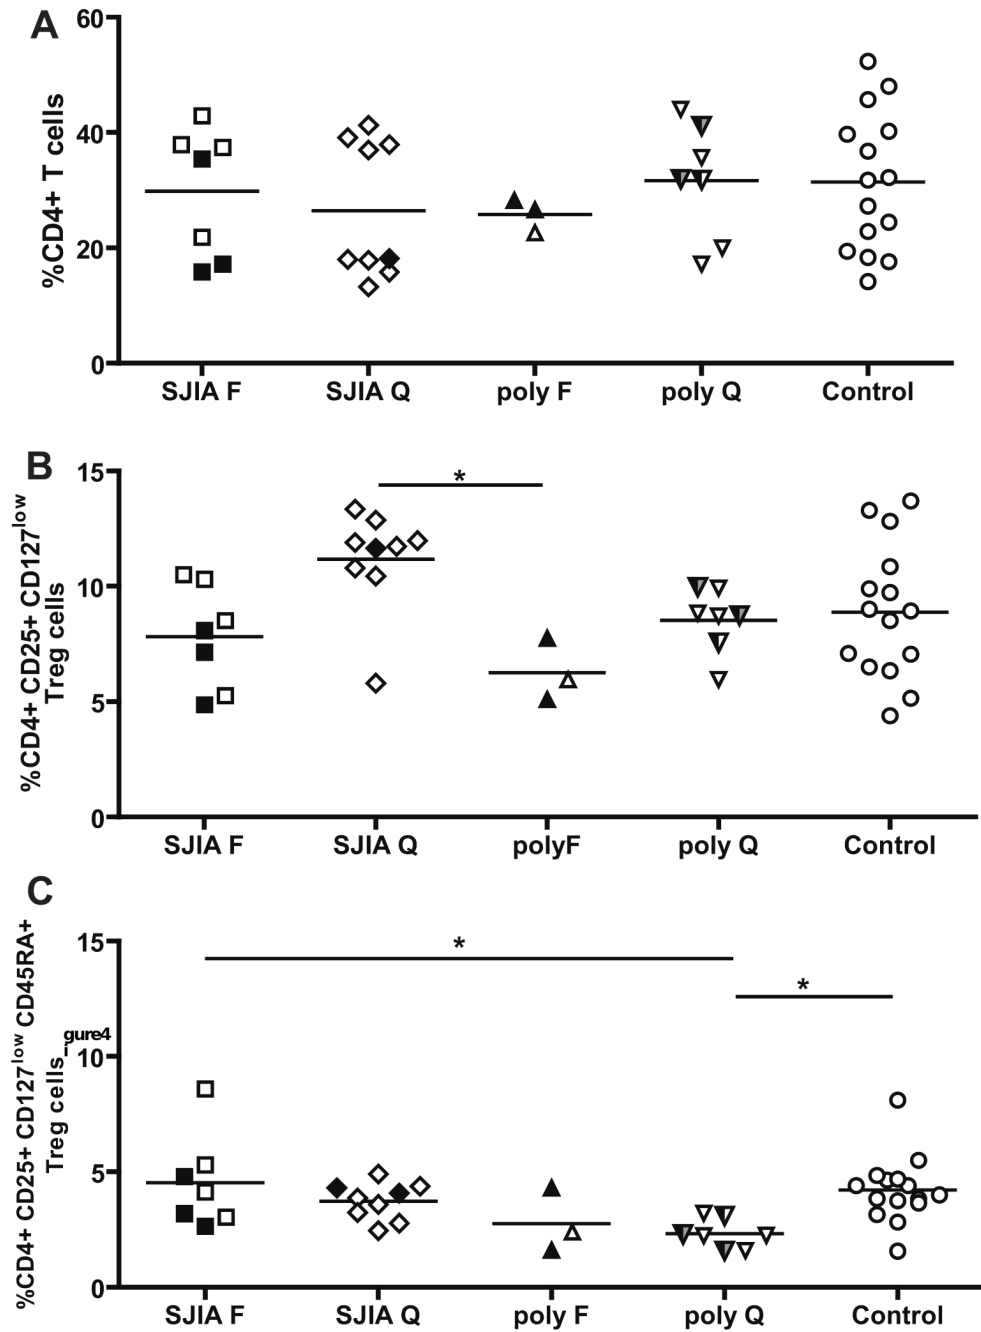 A
60
40
20
0
%CD4+ T cells
SJIA F SJIA Q poly F poly Q Control
B
15
10
5
0
%CD4+ CD25+ CD127low
Treg cells
*
SJIA F SJIA Q polyF poly Q Control
C
15
10
5
0
%CD4+ CD25+ CD127low CD45RA+
Treg cells_gure4
*
*
SJIA F SJIA Q poly F poly Q Control